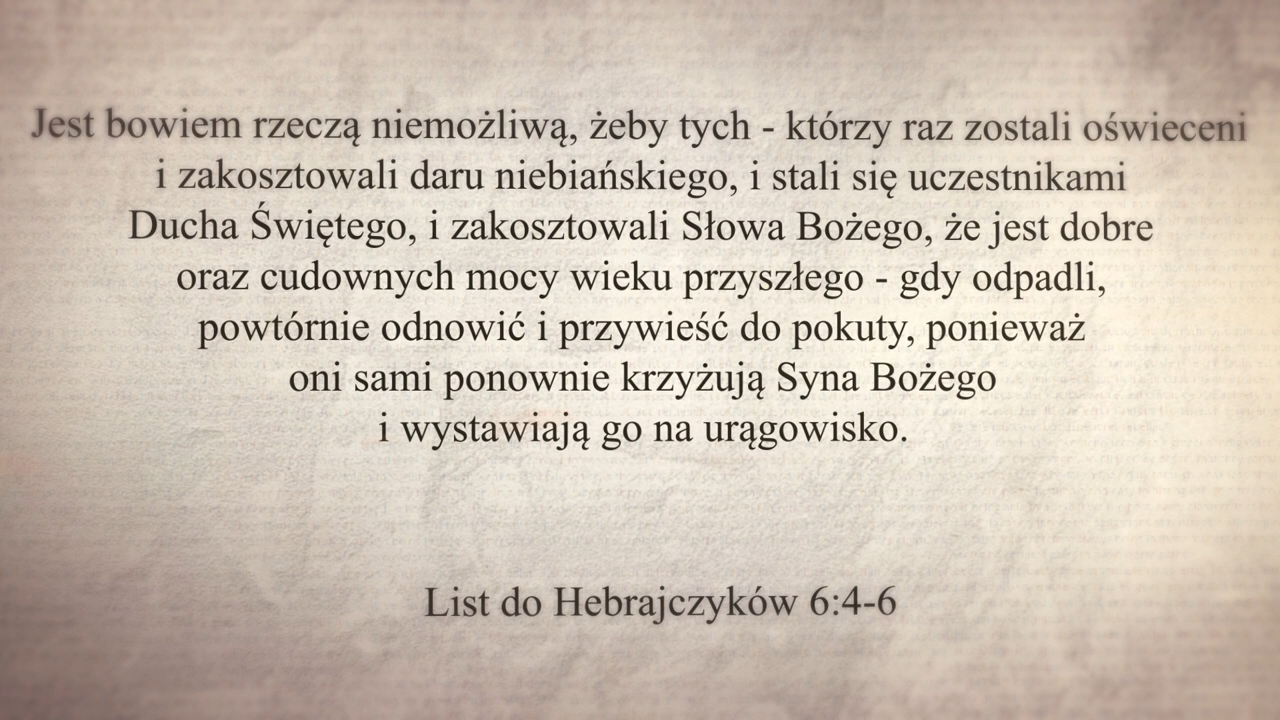 Jest bowiem rzeczą niemożliwą, żeby tych - którzy raz zostali oświeceni
i zakosztowali daru niebiańskiego, i stali się uczestnikami
Ducha Świętego, i zakosztowali Słowa Bożego, że jest dobre
oraz cudownych mocy wieku przyszłego - gdy odpadli,
powtórnie odnowić i przywieść do pokuty, ponieważ
oni sami ponownie krzyżują Syna Bożego
i wystawiają go na urągowisko.
List do Hebrajczyków 6:4-6